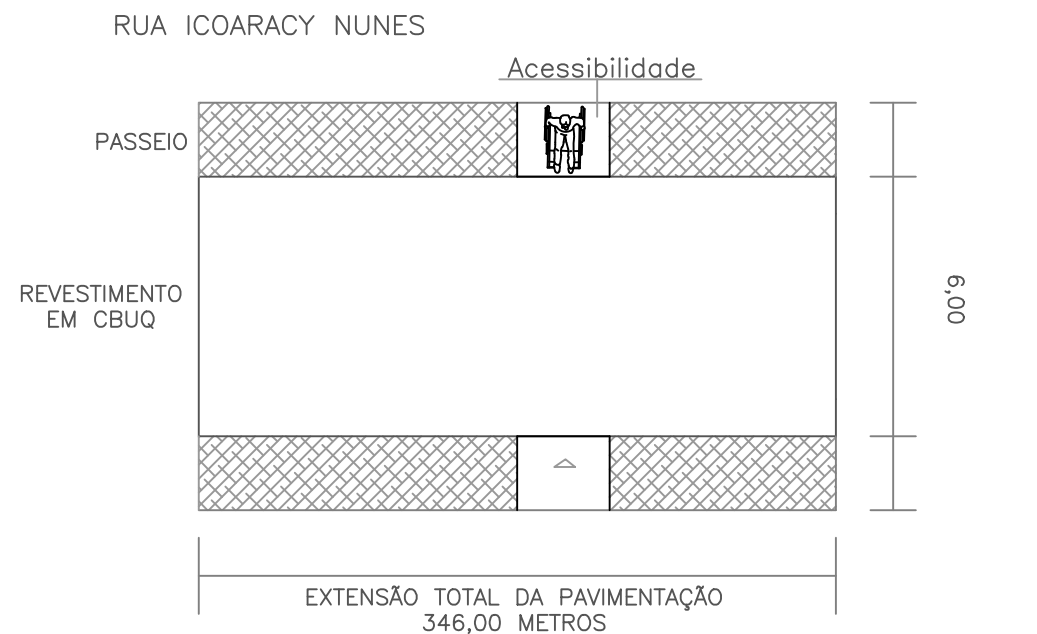 RUA ICOARACY NUNES
Acessibilidade
PASSEIO
REVESTIMENTO
EM CBUQ
6,00
EXTENSÃO TOTAL DA PAVIMENTAÇÃO
346,00 METROS